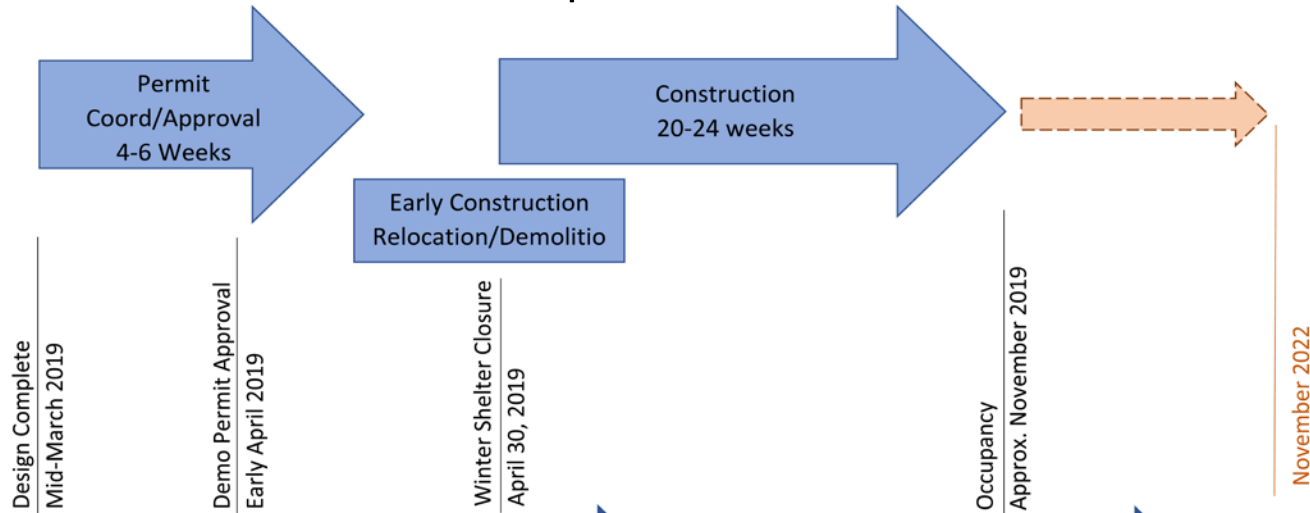 Permit
Coord/Approval
4-6 Weeks
Construction
20-24 weeks
Early Construction
Relocation/Demolitio
Design Complete
Mid-March 2019
Demo Permit Approval
Early April 2019
Winter Shelter Closure
April 30, 2019
Occupancy
Approx. November 2019
November 2022